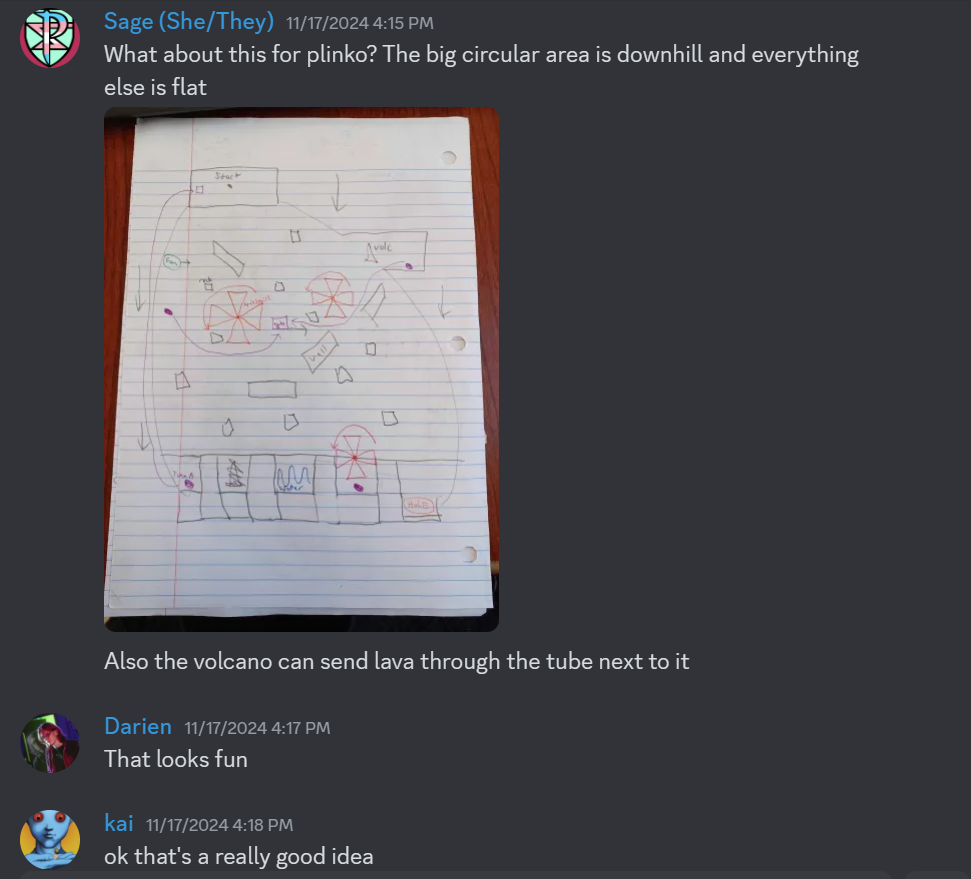 Sage (She/They) 11/17/2024 4:15 PM
What about this for plinko? The big circular area is downhill and everything
else is flat
Start
volc
Wall
HOLE
Also the volcano can send lava through the tube next to it
Darien 11/17/2024 4:17 PM
That looks fun
kai 11/17/2024 4:18 PM
ok that's a really good idea